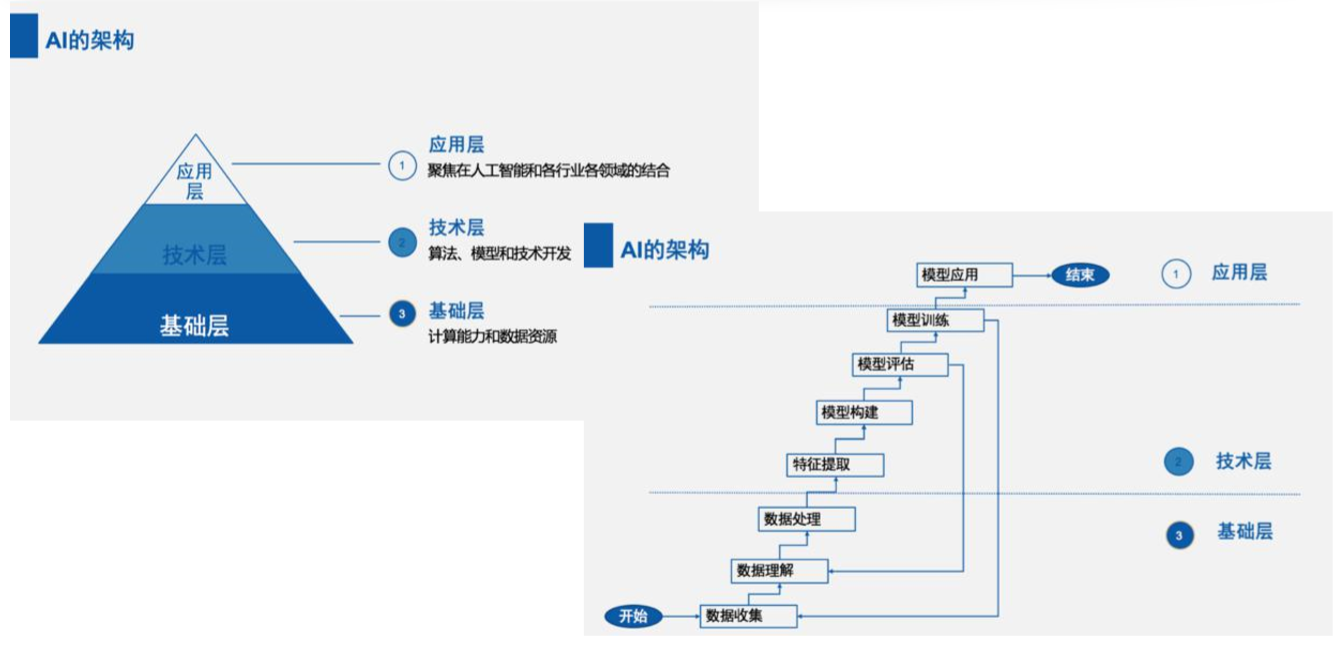 AI的架构
应用
层
技术层
基础层
1
应用层
聚焦在人工智能和各行业各领域的结合
2
技术层
算法、模型和技术开发
3
基础层
计算能力和数据资源
AI的架构
模型应用
结束
1
应用层
模型训练
模型评估
模型构建
特征提取
2
技术层
数据处理
3
基础层
数据理解
开始
数据收集